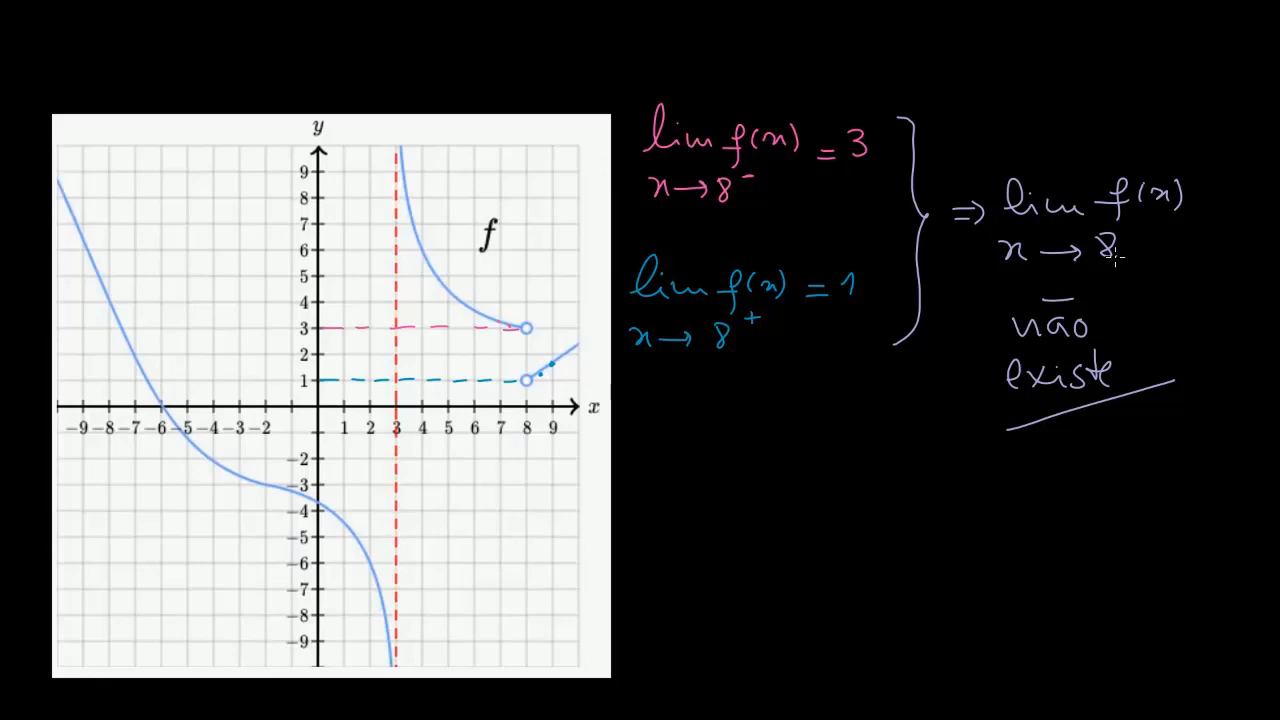 y
9
8
7
6
5
4
3
2
1
f
x
−9 −8 −7 −6 −5 −4 −3 −2 1 2 3 4 5 6 7 8 9
−2
−3
−4
−5
−6
−7
−8
−9
lim f(x) = 3
x → 8⁻
lim f(x) = 1
x → 8⁺
⇒ lim f(x)
x → 8
não
existe